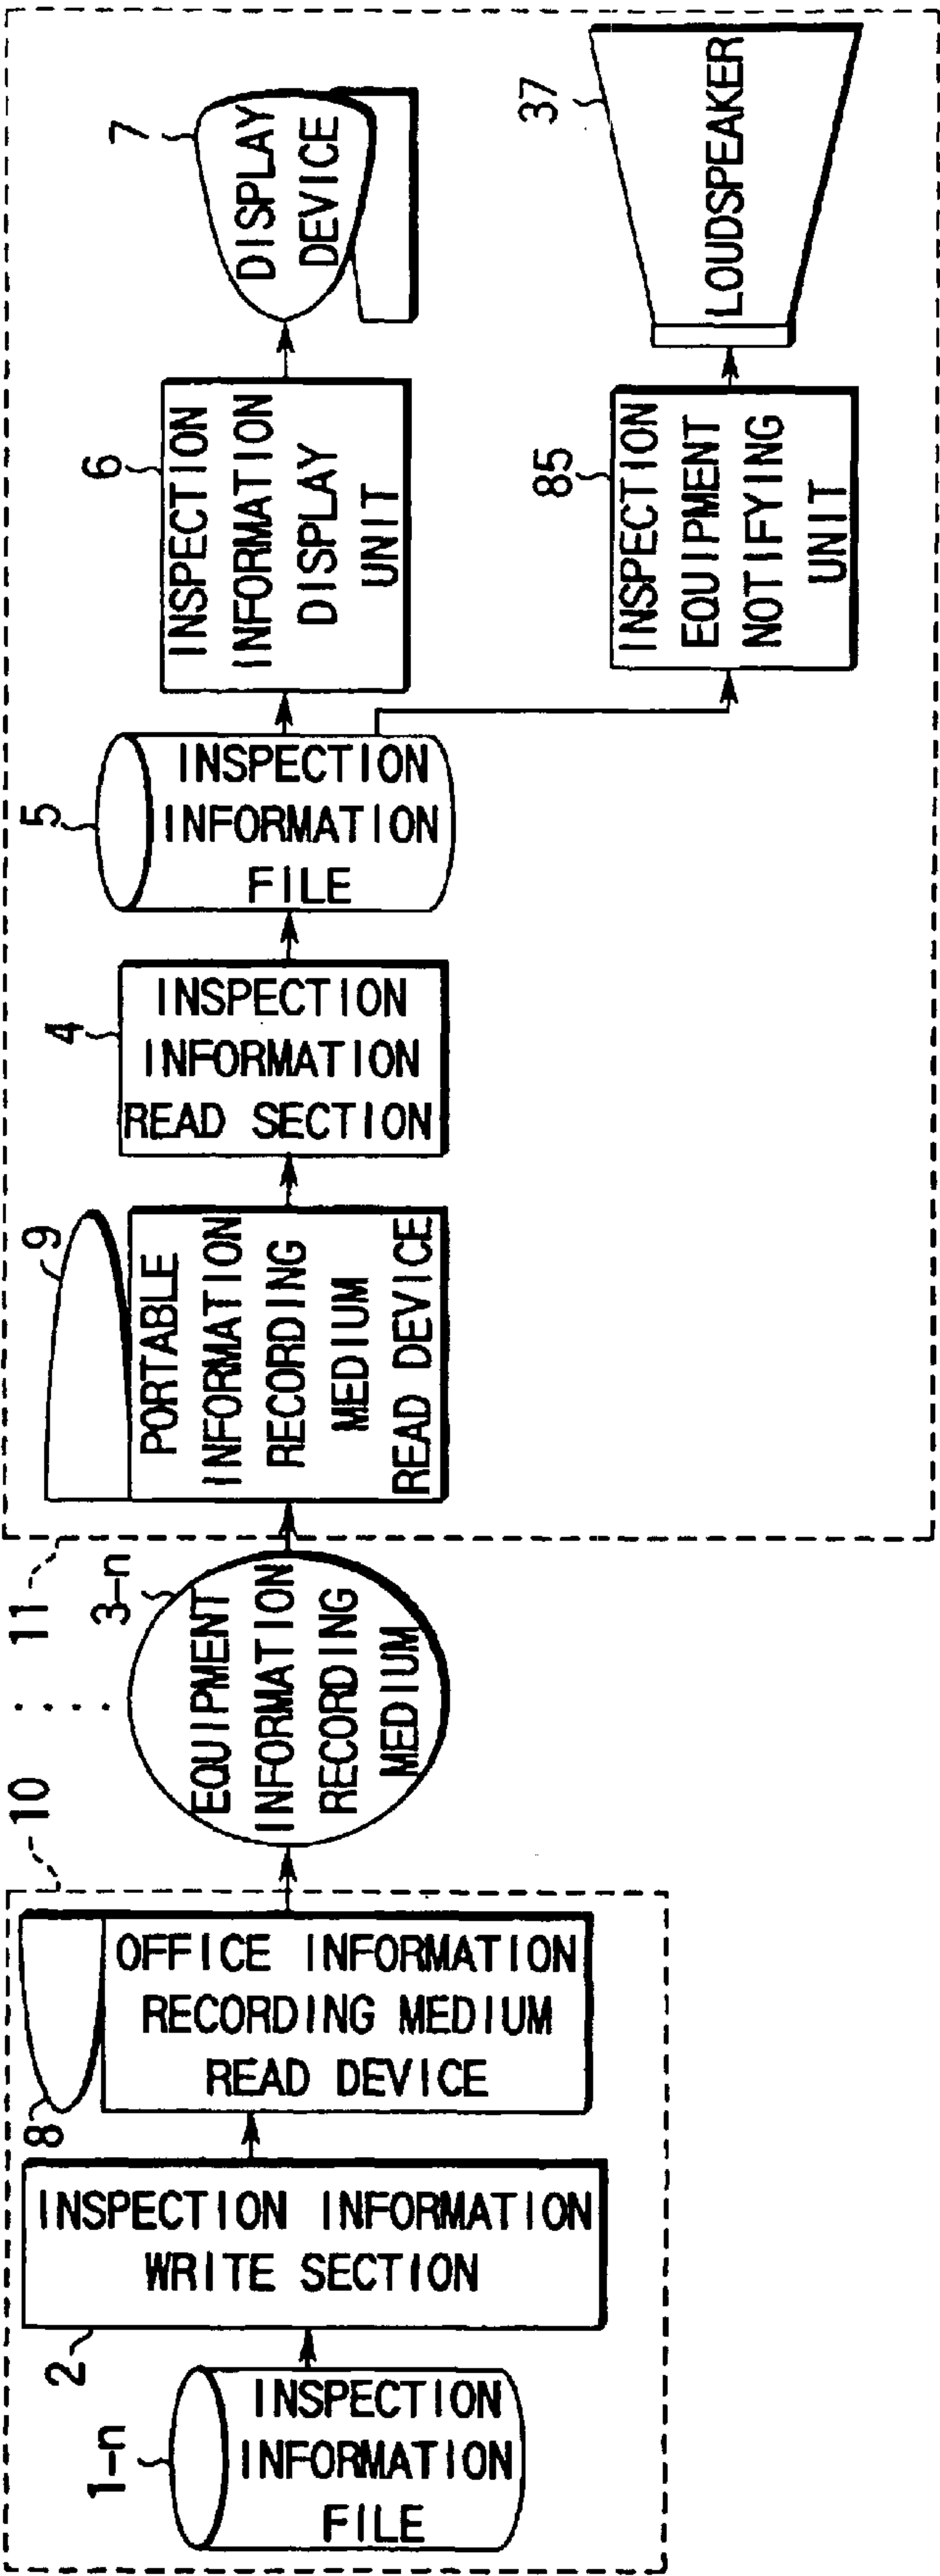 10
1-n
INSPECTION
INFORMATION
FILE
2
INSPECTION INFORMATION
WRITE SECTION
8
OFFICE INFORMATION
RECORDING MEDIUM
READ DEVICE
3-n
EQUIPMENT
INFORMATION
RECORDING
MEDIUM
11
9
PORTABLE
INFORMATION
RECORDING
MEDIUM
READ DEVICE
4
INSPECTION
INFORMATION
READ SECTION
5
INSPECTION
INFORMATION
FILE
6
INSPECTION
INFORMATION
DISPLAY
UNIT
7
DISPLAY
DEVICE
85
INSPECTION
EQUIPMENT
NOTIFYING
UNIT
37
LOUDSPEAKER